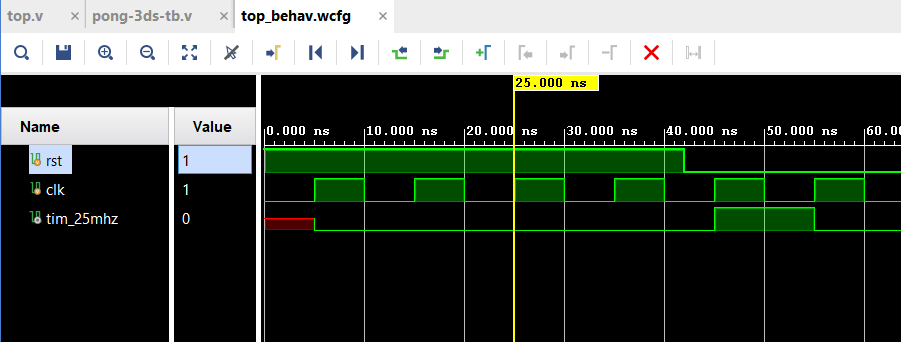 top.v × pong-3ds-tb.v × top_behav.wcfg ×
25.000 ns
Name Value
0.000 ns 10.000 ns 20.000 ns 30.000 ns 40.000 ns 50.000 ns 60.0
rst 1
clk 1
tim_25mhz 0